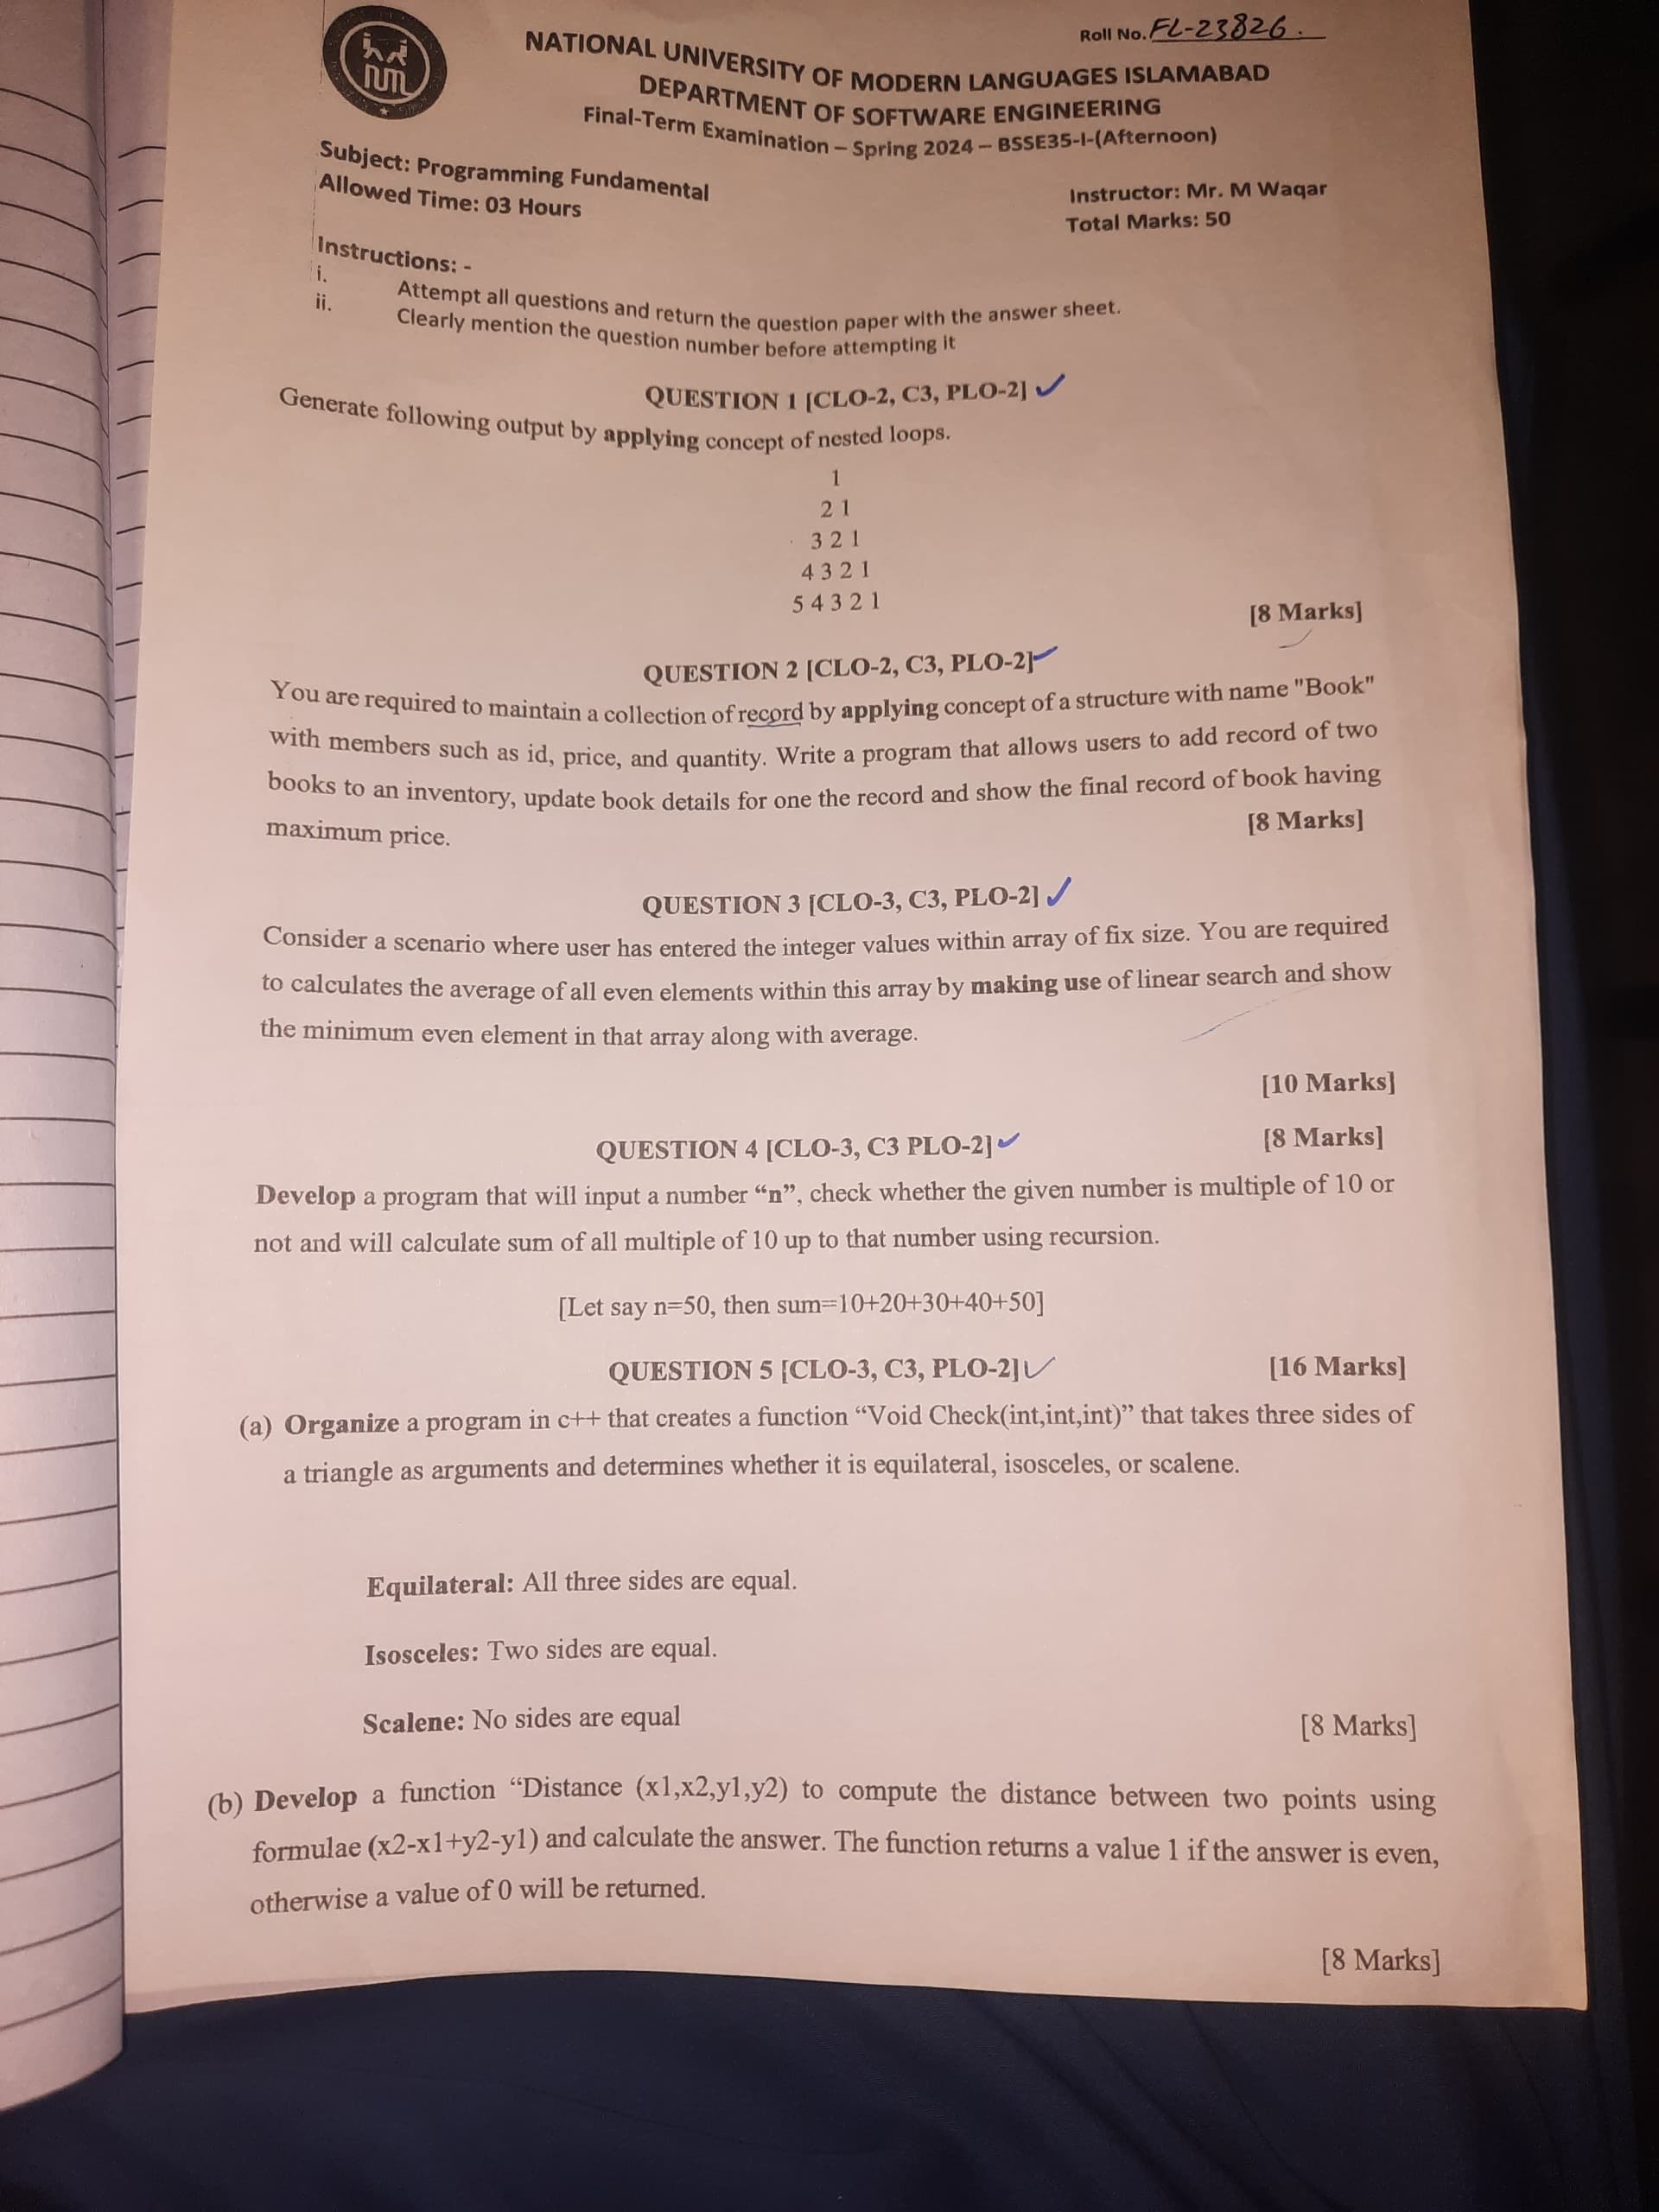 Roll No. FL-23826.
NATIONAL UNIVERSITY OF MODERN LANGUAGES ISLAMABAD
DEPARTMENT OF SOFTWARE ENGINEERING
Final-Term Examination – Spring 2024 – BSSE35-I-(Afternoon)
Subject: Programming Fundamental
Instructor: Mr. M Waqar
Allowed Time: 03 Hours
Total Marks: 50
Instructions: -
i. Attempt all questions and return the question paper with the answer sheet.
ii. Clearly mention the question number before attempting it
QUESTION 1 [CLO-2, C3, PLO-2]
Generate following output by applying concept of nested loops.
1
2 1
3 2 1
4 3 2 1
5 4 3 2 1
[8 Marks]
QUESTION 2 [CLO-2, C3, PLO-2]
You are required to maintain a collection of record by applying concept of a structure with name "Book"
with members such as id, price, and quantity. Write a program that allows users to add record of two
books to an inventory, update book details for one the record and show the final record of book having
maximum price.
[8 Marks]
QUESTION 3 [CLO-3, C3, PLO-2]
Consider a scenario where user has entered the integer values within array of fix size. You are required
to calculates the average of all even elements within this array by making use of linear search and show
the minimum even element in that array along with average.
[10 Marks]
QUESTION 4 [CLO-3, C3 PLO-2]
[8 Marks]
Develop a program that will input a number “n”, check whether the given number is multiple of 10 or
not and will calculate sum of all multiple of 10 up to that number using recursion.
[Let say n=50, then sum=10+20+30+40+50]
QUESTION 5 [CLO-3, C3, PLO-2]
[16 Marks]
(a) Organize a program in c++ that creates a function “Void Check(int,int,int)” that takes three sides of
a triangle as arguments and determines whether it is equilateral, isosceles, or scalene.
Equilateral: All three sides are equal.
Isosceles: Two sides are equal.
Scalene: No sides are equal
[8 Marks]
(b) Develop a function “Distance (x1,x2,y1,y2) to compute the distance between two points using
formulae (x2-x1+y2-y1) and calculate the answer. The function returns a value 1 if the answer is even,
otherwise a value of 0 will be returned.
[8 Marks]